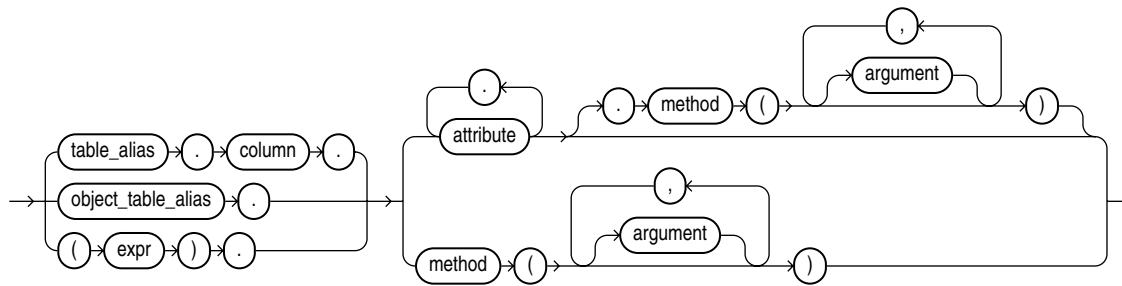 ,
argument
.
. method ( )
attribute
table_alias . column .
object_table_alias .
( expr ) .
,
argument
method ( )